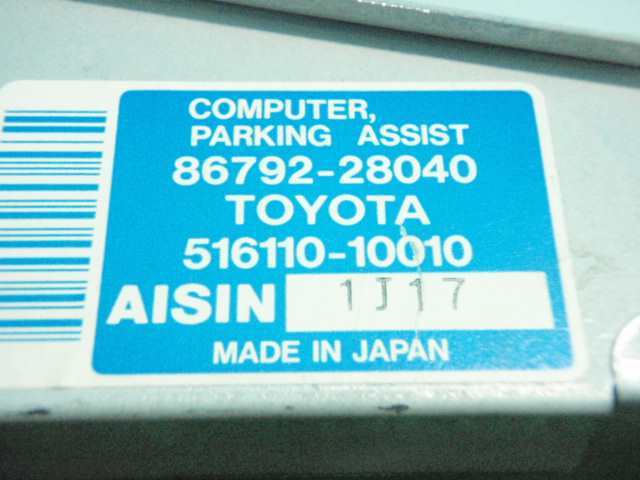 COMPUTER,
PARKING ASSIST
86792-28040
TOYOTA
516110-10010
AISIN 1J17
MADE IN JAPAN